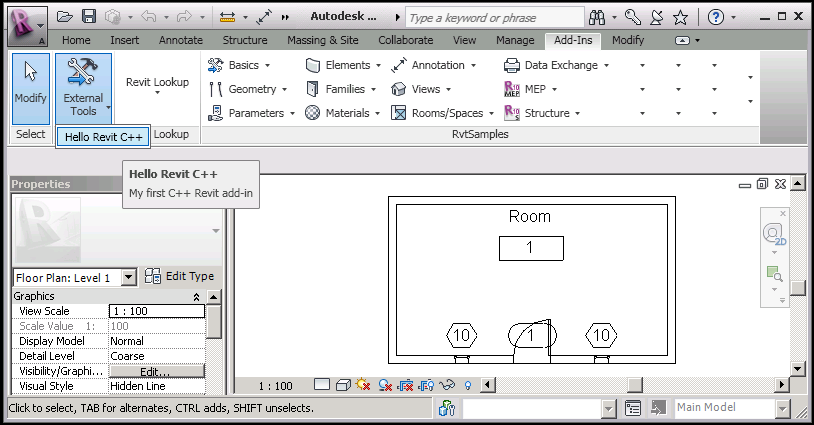 Autodesk ...
Type a keyword or phrase
Home Insert Annotate Structure Massing & Site Collaborate View Manage Add-Ins Modify
Modify
External Tools
Revit Lookup
Basics
Elements
Annotation
Data Exchange
Geometry
Families
Views
R10 MEP
MEP
Parameters
Materials
Rooms/Spaces
R10
Structure
Select
Lookup
RvtSamples
Hello Revit C++
Hello Revit C++
My first C++ Revit add-in
Properties
Floor Plan: Level 1
Edit Type
Graphics
View Scale 1 : 100
Scale Value 1: 100
Display Model Normal
Detail Level Coarse
Visibility/Graphi... Edit...
Visual Style Hidden Line
Room
1
10
1
10
2D
1 : 100
Click to select, TAB for alternates, CTRL adds, SHIFT unselects.
Main Model